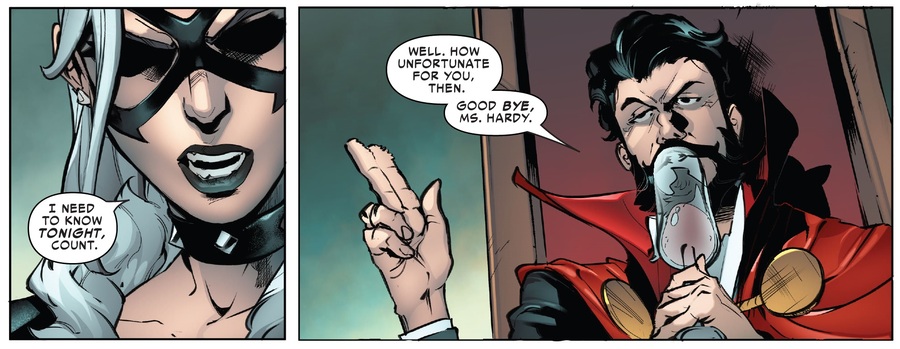 I NEED
TO KNOW
TONIGHT,
COUNT.
WELL. HOW
UNFORTUNATE
FOR YOU,
THEN.
GOOD BYE,
MS. HARDY.